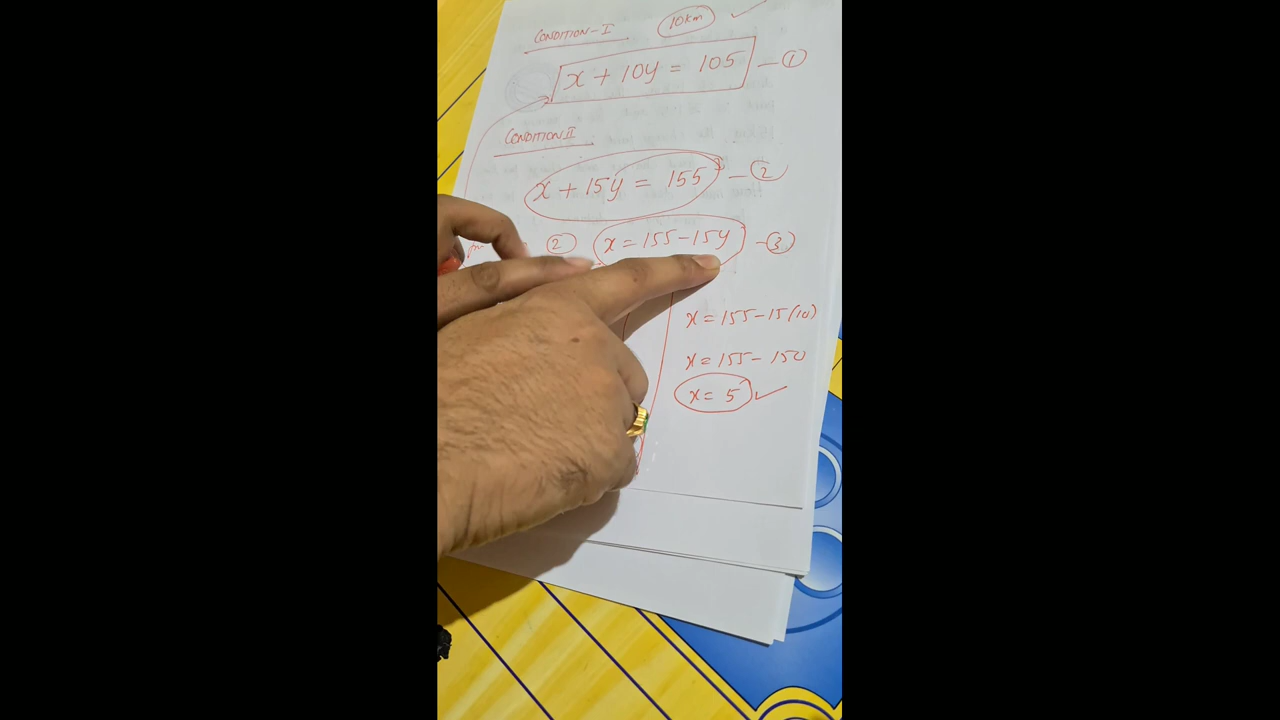 10km
CONDITION-I
x + 10y = 105 — ①
CONDITION II
x + 15y = 155 — ②
② x = 155 - 15y — ③
x = 155 - 15(10)
x = 155 - 150
x = 5